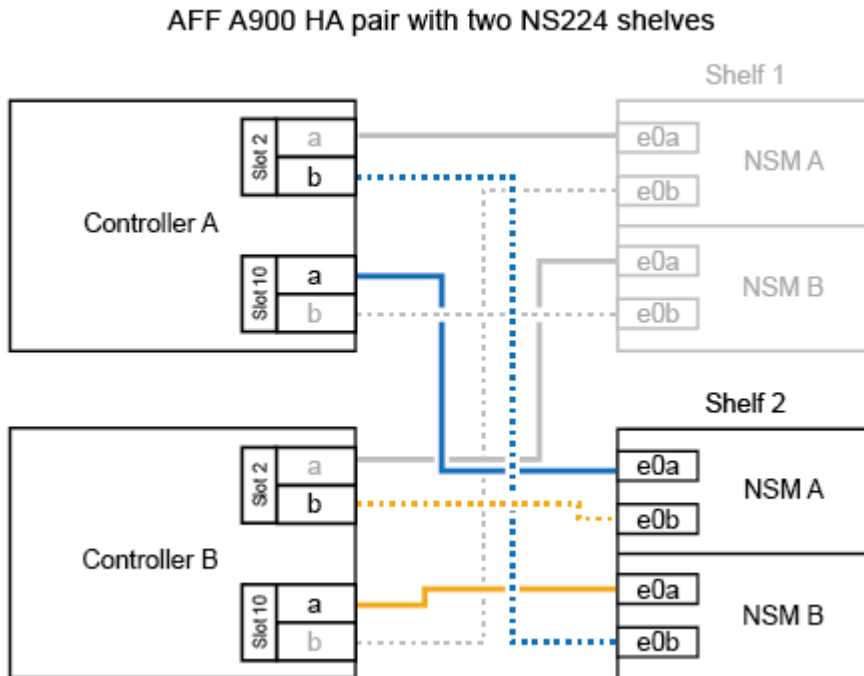 AFF A900 HA pair with two NS224 shelves
Shelf 1
Controller A
Slot 2
a
b
Slot 10
a
b
e0a
e0b
NSM A
e0a
e0b
NSM B
Shelf 2
Controller B
Slot 2
a
b
Slot 10
a
b
e0a
e0b
NSM A
e0a
e0b
NSM B